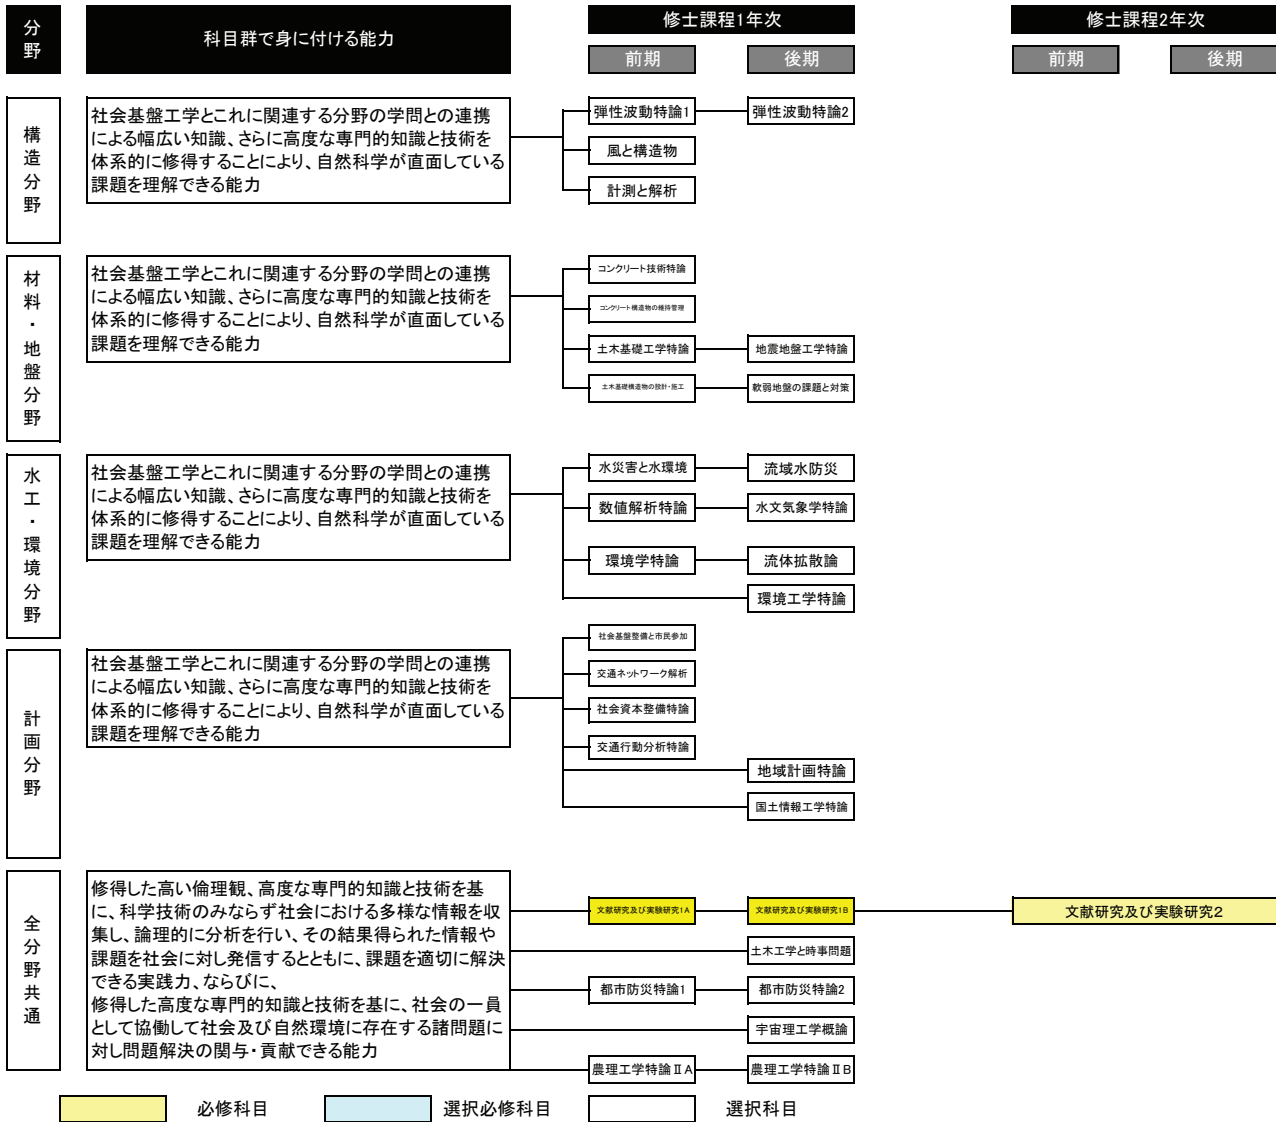 分野
科目群で身に付ける能力
修士課程1年次
修士課程2年次
前期
後期
前期
後期
構造分野
社会基盤工学とこれに関連する分野の学問との連携
による幅広い知識、さらに高度な専門的知識と技術を
体系的に修得することにより、自然科学が直面している
課題を理解できる能力
弾性波動特論1
弾性波動特論2
風と構造物
計測と解析
材料・地盤分野
社会基盤工学とこれに関連する分野の学問との連携
による幅広い知識、さらに高度な専門的知識と技術を
体系的に修得することにより、自然科学が直面している
課題を理解できる能力
コンクリート技術特論
コンクリート構造物の維持管理
土木基礎工学特論
地震地盤工学特論
土木基礎構造物の設計・施工
軟弱地盤の課題と対策
水工・環境分野
社会基盤工学とこれに関連する分野の学問との連携
による幅広い知識、さらに高度な専門的知識と技術を
体系的に修得することにより、自然科学が直面している
課題を理解できる能力
水災害と水環境
流域水防災
数値解析特論
水文気象学特論
環境学特論
流体拡散論
環境工学特論
計画分野
社会基盤工学とこれに関連する分野の学問との連携
による幅広い知識、さらに高度な専門的知識と技術を
体系的に修得することにより、自然科学が直面している
課題を理解できる能力
社会基盤整備と市民参加
交通ネットワーク解析
社会資本整備特論
交通行動分析特論
地域計画特論
国土情報工学特論
全分野共通
修得した高い倫理観、高度な専門的知識と技術を基
に、科学技術のみならず社会における多様な情報を収
集し、論理的に分析を行い、その結果得られた情報や
課題を社会に対し発信するとともに、課題を適切に解決
できる実践力、ならびに、
修得した高度な専門的知識と技術を基に、社会の一員
として協働して社会及び自然環境に存在する諸問題に
対し問題解決の関与・貢献できる能力
文献研究及び実験研究1A
文献研究及び実験研究1B
文献研究及び実験研究2
土木工学と時事問題
都市防災特論1
都市防災特論2
宇宙理工学概論
農理工学特論ⅡA
農理工学特論ⅡB
必修科目
選択必修科目
選択科目